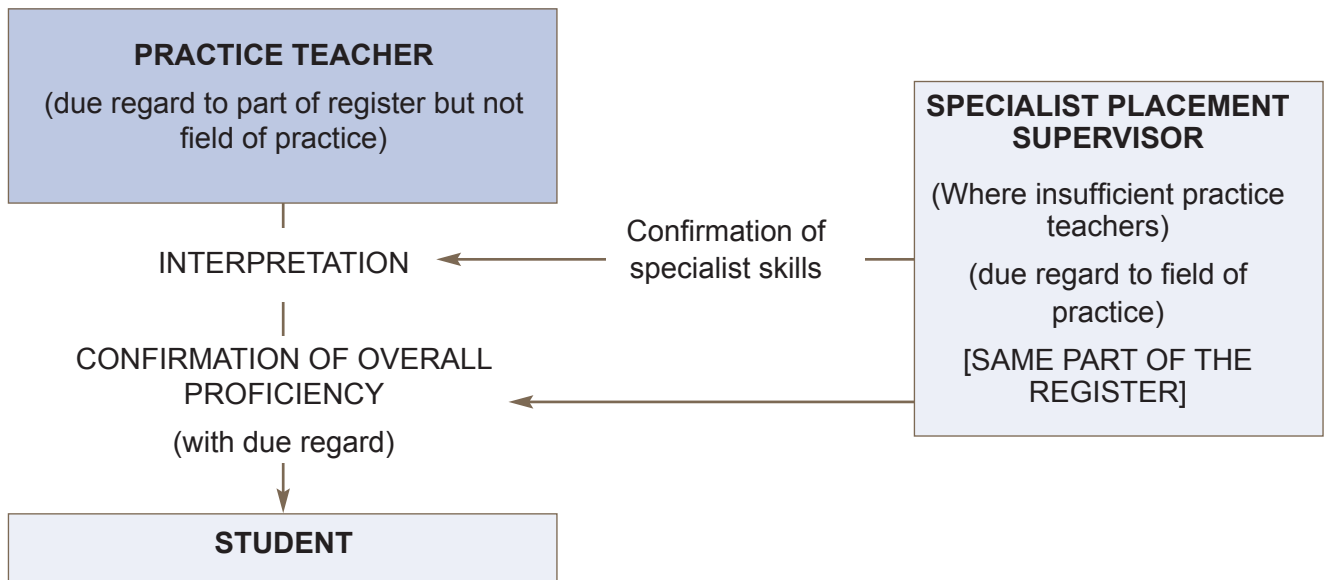 PRACTICE TEACHER
(due regard to part of register but not
field of practice)
INTERPRETATION
CONFIRMATION OF OVERALL
PROFICIENCY
(with due regard)
STUDENT
Confirmation of
specialist skills
SPECIALIST PLACEMENT
SUPERVISOR
(Where insufficient practice
teachers)
(due regard to field of
practice)
[SAME PART OF THE
REGISTER]